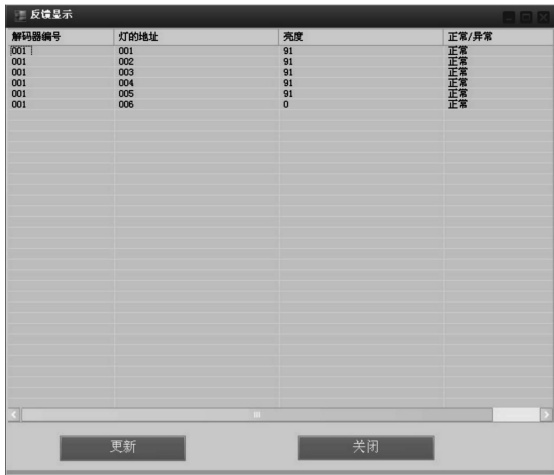 反馈显示
解码器编号 灯的地址 亮度 正常/异常
001 001 91 正常
001 002 91 正常
001 003 91 正常
001 004 91 正常
001 005 91 正常
001 006 0 正常
更新 关闭